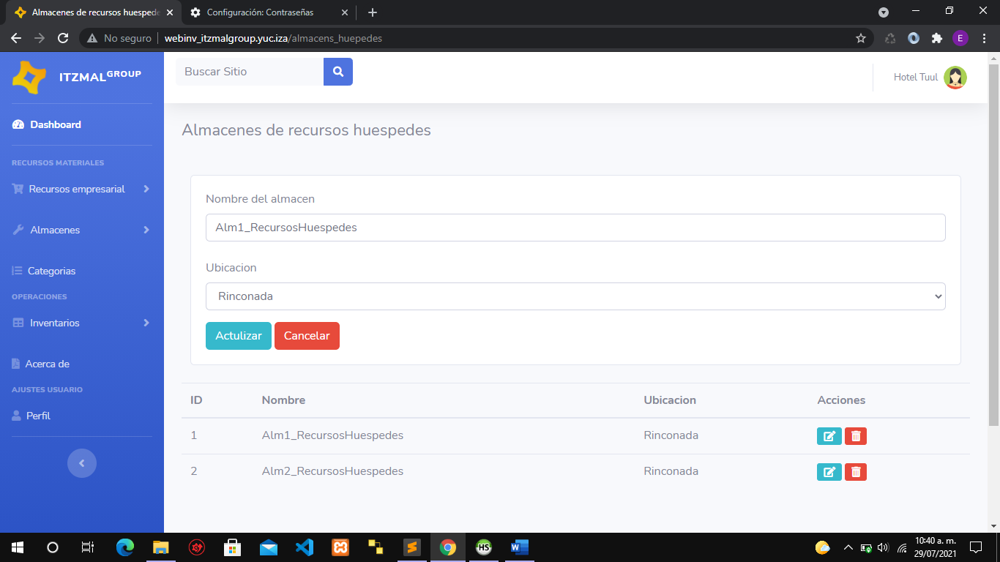 Almacenes de recursos huespede
Configuración: Contraseñas
No seguro
webinv_itzmalgroup.yuc.iza/almacens_huepedes
E
ITZMALGROUP
Buscar Sitio
Hotel Tuul
Dashboard
RECURSOS MATERIALES
Recursos empresarial
Almacenes
Categorias
OPERACIONES
Inventarios
Acerca de
AJUSTES USUARIO
Perfil
Almacenes de recursos huespedes
Nombre del almacen
Alm1_RecursosHuespedes
Ubicacion
Rinconada
Actulizar Cancelar
ID Nombre Ubicacion Acciones
1 Alm1_RecursosHuespedes Rinconada
2 Alm2_RecursosHuespedes Rinconada
HS
10:40 a. m.
29/07/2021